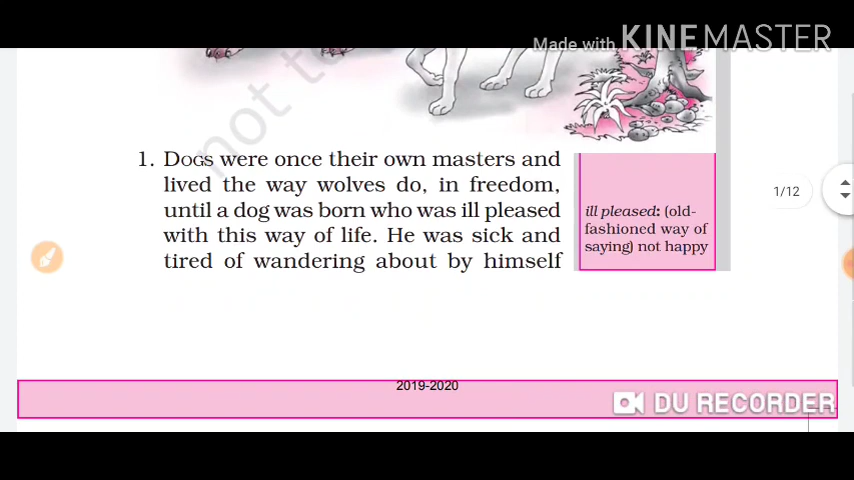 Made with KINEMASTER
not to
1. DOGS were once their own masters and
lived the way wolves do, in freedom,
until a dog was born who was ill pleased
with this way of life. He was sick and
tired of wandering about by himself
ill pleased: (old-
fashioned way of
saying) not happy
1/12
2019-2020
DU RECORDER